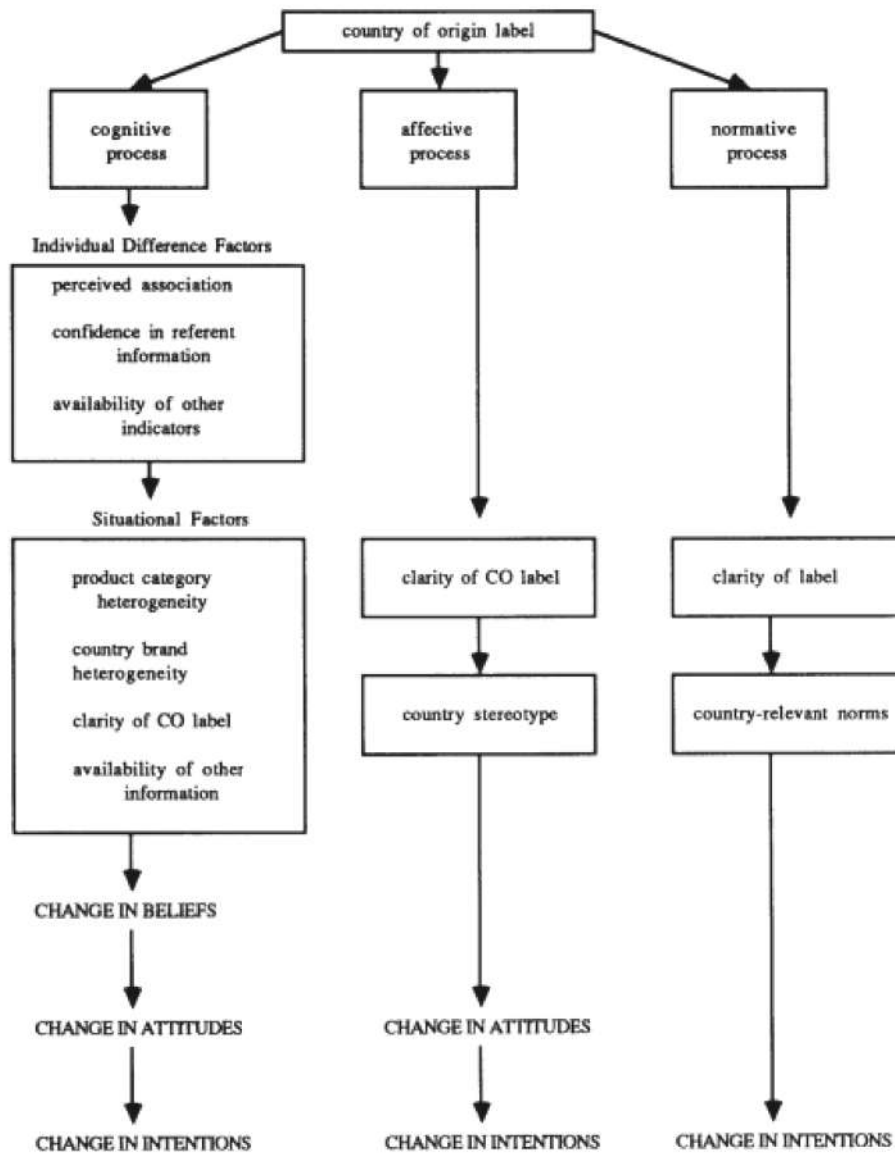 country of origin label
cognitive
process
affective
process
normative
process
Individual Difference Factors
perceived association
confidence in referent
information
availability of other
indicators
Situational Factors
product category
heterogeneity
country brand
heterogeneity
clarity of CO label
availability of other
information
clarity of CO label
country stereotype
clarity of label
country-relevant norms
CHANGE IN BELIEFS
CHANGE IN ATTITUDES
CHANGE IN ATTITUDES
CHANGE IN INTENTIONS
CHANGE IN INTENTIONS
CHANGE IN INTENTIONS